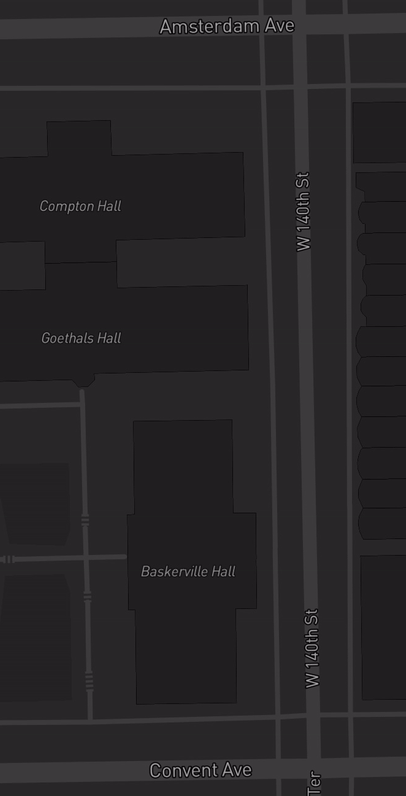 Amsterdam Ave
W 140th St
Compton Hall
Goethals Hall
Baskerville Hall
W 140th St
Convent Ave
Ter